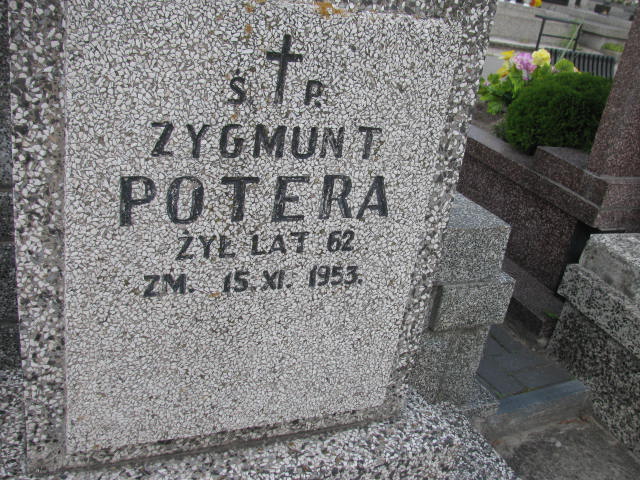 Ś P.
ZYGMUNT
POTERA
ŻYŁ LAT 62
ZM. 15.XI. 1953.